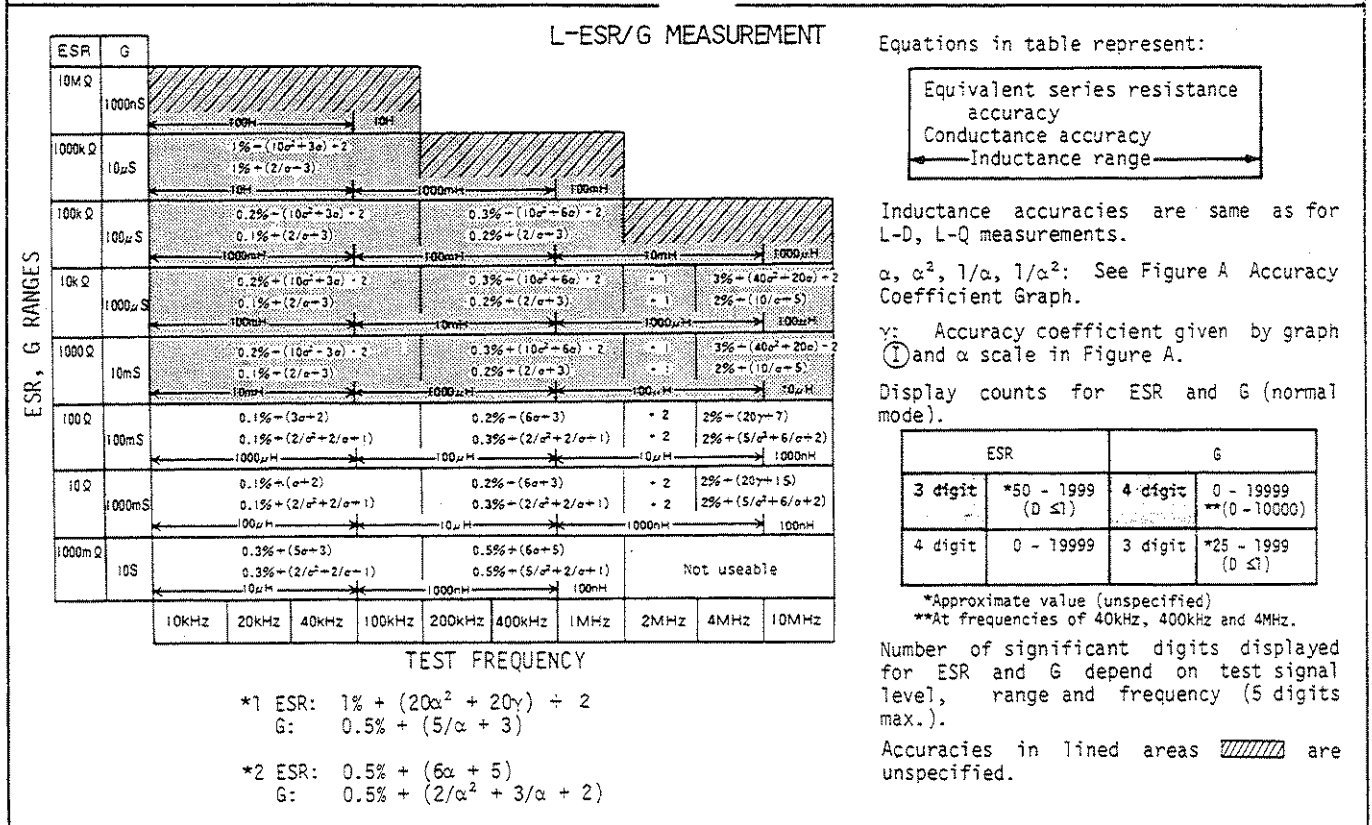 L-ESR/G MEASUREMENT
ESR G
10MΩ 1000nS
100H 10H
1000kΩ 10μS
1% + (10α² + 3α) ÷ 2
1% + (2/α + 3)
10H 1000mH 100mH
100kΩ 100μS
0.2% + (10α² + 3α) ÷ 2 0.3% + (10α² + 6α) ÷ 2
0.1% + (2/α + 3) 0.2% + (2/α + 3)
1000mH 100mH 10mH 1000μH
10kΩ 1000μS
0.2% + (10α² + 3α) ÷ 2 0.3% + (10α² + 6α) ÷ 2 * 1 3% + (40α² + 20α) ÷ 2
0.1% + (2/α + 3) 0.2% + (2/α + 3) * 1 2% + (10/α + 5)
100mH 10mH 1000μH 100μH
1000Ω 10mS
0.2% + (10α² + 3α) ÷ 2 0.3% + (10α² + 6α) ÷ 2 * 1 3% + (40α² + 20α) ÷ 2
0.1% + (2/α + 3) 0.2% + (2/α + 3) * 1 2% + (10/α + 5)
10mH 1000μH 100μH 10μH
100Ω 100mS
0.1% + (3α + 2) 0.2% + (6α + 3) * 2 2% + (20γ + 7)
0.1% + (2/α² + 2/α + 1) 0.3% + (2/α² + 2/α + 1) * 2 2% + (5/α² + 6/α + 2)
1000μH 100μH 10μH 1000nH
10Ω 1000mS
0.1% + (α + 2) 0.2% + (6α + 3) * 2 2% + (20γ + 15)
0.1% + (2/α² + 2/α + 1) 0.3% + (2/α² + 2/α + 1) * 2 2% + (5/α² + 6/α + 2)
100μH 10μH 1000nH 100nH
1000mΩ 10S
0.3% + (5α + 3) 0.5% + (6α + 5)
0.3% + (2/α² + 2/α + 1) 0.5% + (5/α² + 2/α + 1) Not useable
10μH 1000nH 100nH
10kHz 20kHz 40kHz 100kHz 200kHz 400kHz 1MHz 2MHz 4MHz 10MHz
ESR, G RANGES
TEST FREQUENCY
*1 ESR: 1% + (20α² + 20γ) ÷ 2
G: 0.5% + (5/α + 3)
*2 ESR: 0.5% + (6α + 5)
G: 0.5% + (2/α² + 3/α + 2)
Equations in table represent:
Equivalent series resistance
accuracy
Conductance accuracy
Inductance range
Inductance accuracies are same as for
L-D, L-Q measurements.
α, α², 1/α, 1/α²: See Figure A Accuracy
Coefficient Graph.
γ: Accuracy coefficient given by graph
Ⓘ and α scale in Figure A.
Display counts for ESR and G (normal
mode).
ESR G
3 digit *50 - 1999 4 digit 0 - 19999
(D ≤1) **(0 - 10000)
4 digit 0 - 19999 3 digit *25 - 1999
(D ≤1)
*Approximate value (unspecified)
**At frequencies of 40kHz, 400kHz and 4MHz.
Number of significant digits displayed
for ESR and G depend on test signal
level, range and frequency (5 digits
max.).
Accuracies in lined areas are
unspecified.